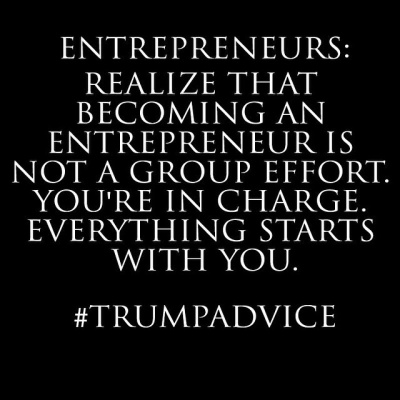 ENTREPRENEURS:
REALIZE THAT
BECOMING AN
ENTREPRENEUR IS
NOT A GROUP EFFORT.
YOU'RE IN CHARGE.
EVERYTHING STARTS
WITH YOU.
#TRUMPADVICE